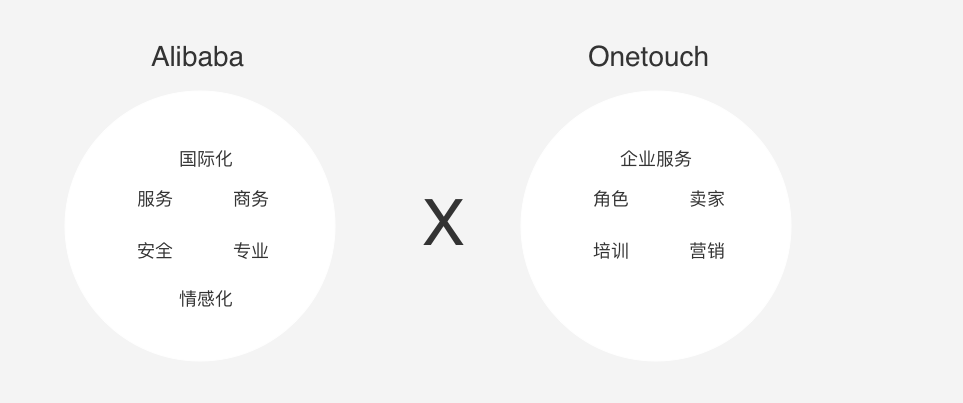 Alibaba
国际化
服务 商务
安全 专业
情感化
X
Onetouch
企业服务
角色 卖家
培训 营销